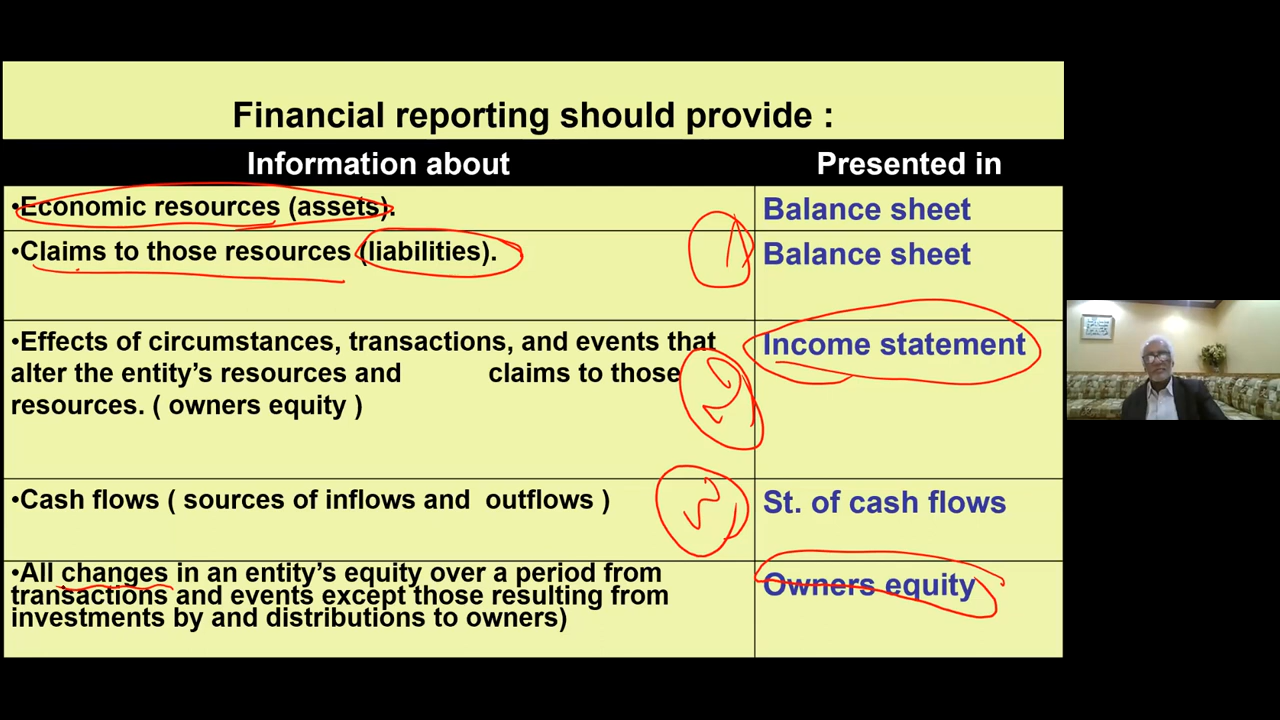 Financial reporting should provide :
Information about
Presented in
•Economic resources (assets).
Balance sheet
•Claims to those resources (liabilities).
Balance sheet
•Effects of circumstances, transactions, and events that
alter the entity's resources and claims to those
resources. ( owners equity )
Income statement
•Cash flows ( sources of inflows and outflows )
St. of cash flows
•All changes in an entity's equity over a period from
transactions and events except those resulting from
investments by and distributions to owners)
Owners equity